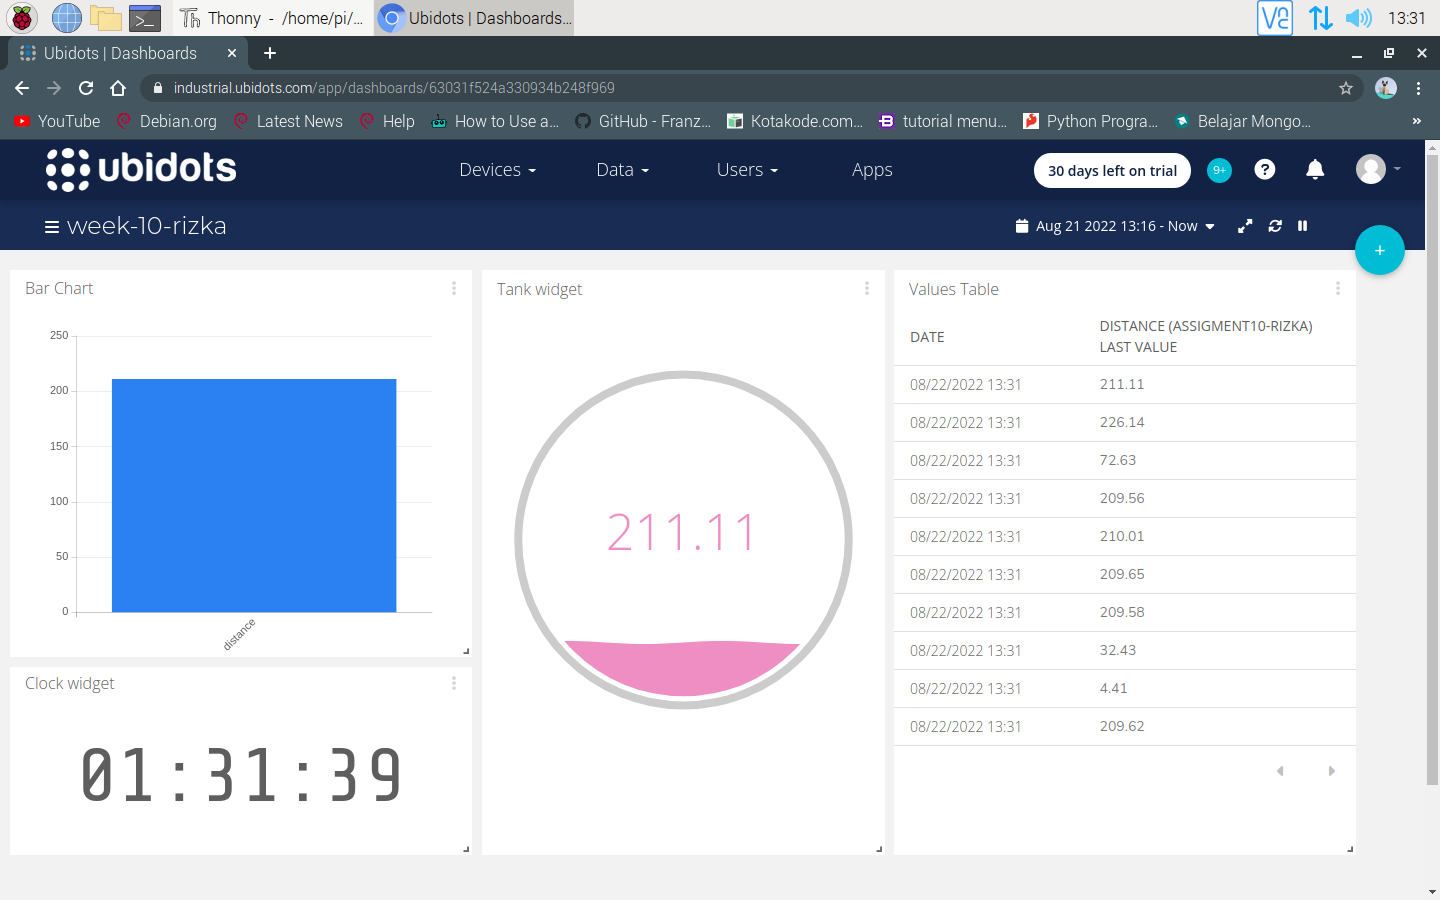 Thonny - /home/pi/...
Ubidots | Dashboards...
13:31
Ubidots | Dashboards
industrial.ubidots.com/app/dashboards/63031f524a330934b248f969
YouTube
Debian.org
Latest News
Help
How to Use a...
GitHub - Franz...
Kotakode.com...
tutorial menu...
Python Progra...
Belajar Mongo...
»
ubidots
Devices
Data
Users
Apps
30 days left on trial
9+
week-10-rizka
Aug 21 2022 13:16 - Now
+
Bar Chart
250
200
150
100
50
0
distance
Clock widget
01:31:39
Tank widget
211.11
Values Table
DATE
DISTANCE (ASSIGMENT10-RIZKA)
LAST VALUE
08/22/2022 13:31 211.11
08/22/2022 13:31 226.14
08/22/2022 13:31 72.63
08/22/2022 13:31 209.56
08/22/2022 13:31 210.01
08/22/2022 13:31 209.65
08/22/2022 13:31 209.58
08/22/2022 13:31 32.43
08/22/2022 13:31 4.41
08/22/2022 13:31 209.62